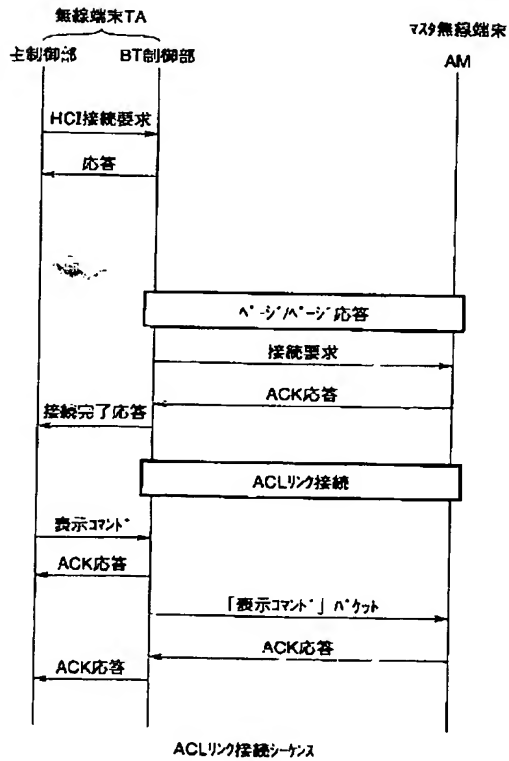 無線端末TA
マスタ無線端末
主制御部 BT制御部
AM
HCI接続要求
応答
ページ/ページ応答
接続要求
ACK応答
接続完了応答
ACLリンク接続
表示コマンド
ACK応答
「表示コマンド」パケット
ACK応答
ACK応答
ACLリンク接続シーケンス